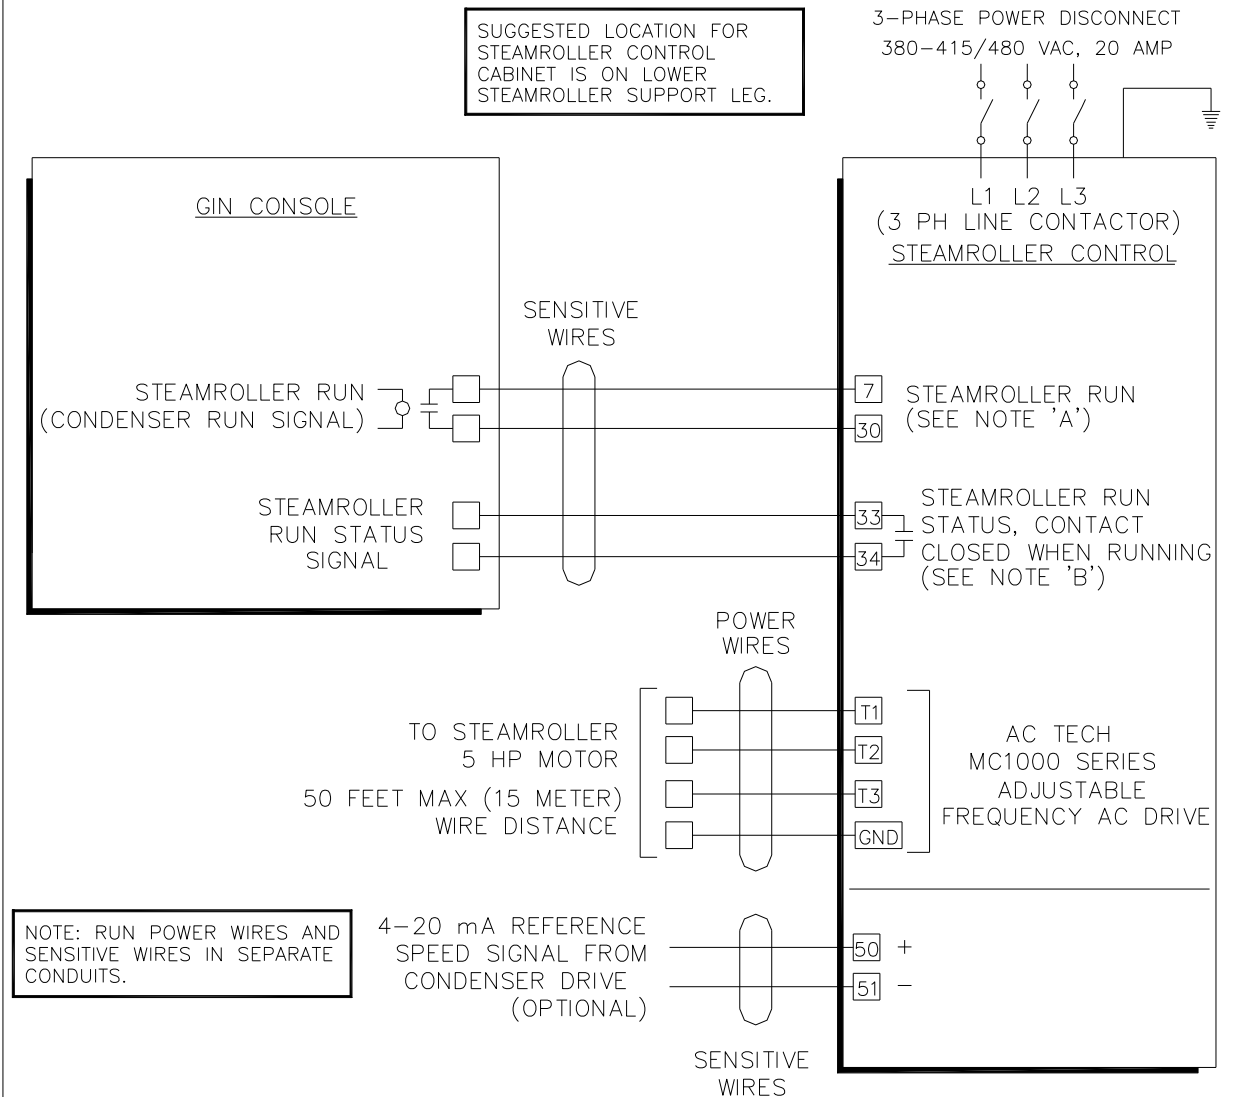 SUGGESTED LOCATION FOR
STEAMROLLER CONTROL
CABINET IS ON LOWER
STEAMROLLER SUPPORT LEG.
3-PHASE POWER DISCONNECT
380-415/480 VAC, 20 AMP
L1 L2 L3
(3 PH LINE CONTACTOR)
STEAMROLLER CONTROL
GIN CONSOLE
SENSITIVE
WIRES
STEAMROLLER RUN
(CONDENSER RUN SIGNAL)
7
30
STEAMROLLER RUN
(SEE NOTE 'A')
STEAMROLLER
RUN STATUS
SIGNAL
33
34
STEAMROLLER RUN
STATUS, CONTACT
CLOSED WHEN RUNNING
(SEE NOTE 'B')
POWER
WIRES
TO STEAMROLLER
5 HP MOTOR
50 FEET MAX (15 METER)
WIRE DISTANCE
T1
T2
T3
GND
AC TECH
MC1000 SERIES
ADJUSTABLE
FREQUENCY AC DRIVE
NOTE: RUN POWER WIRES AND
SENSITIVE WIRES IN SEPARATE
CONDUITS.
4-20 mA REFERENCE
SPEED SIGNAL FROM
CONDENSER DRIVE
(OPTIONAL)
50 +
51 -
SENSITIVE
WIRES